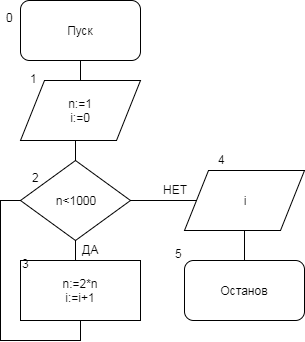 0
Пуск
1
n:=1
i:=0
2
n<1000
НЕТ
4
i
ДА
3
n:=2*n
i:=i+1
5
Останов